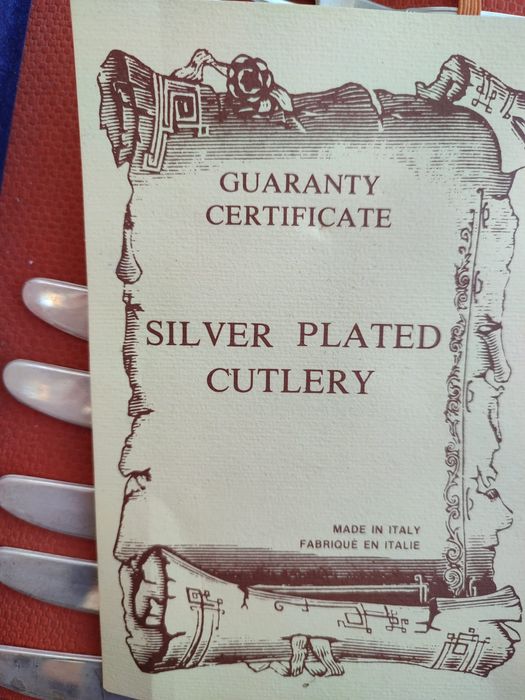 GUARANTY
CERTIFICATE
SILVER PLATED
CUTLERY
MADE IN ITALY
FABRIQUÉ EN ITALIE